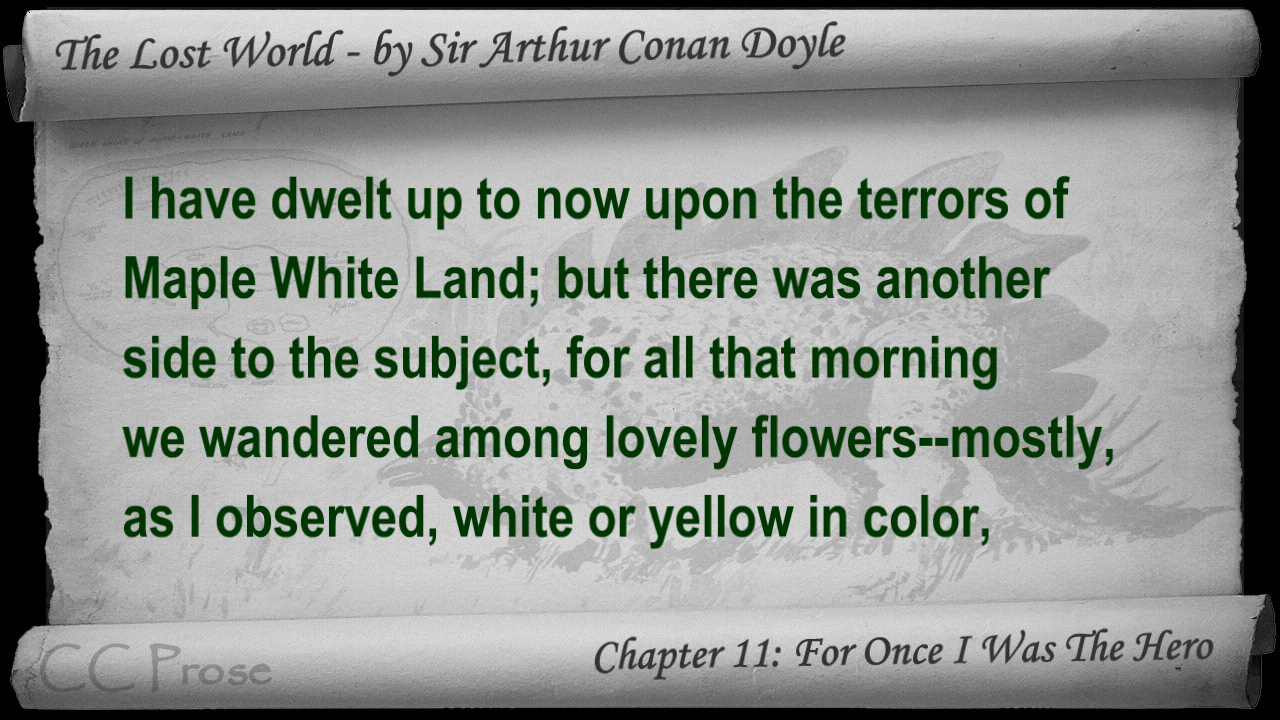 The Lost World - by Sir Arthur Conan Doyle
I have dwelt up to now upon the terrors of
Maple White Land; but there was another
side to the subject, for all that morning
we wandered among lovely flowers--mostly,
as I observed, white or yellow in color,
CC Prose
Chapter 11: For Once I Was The Hero